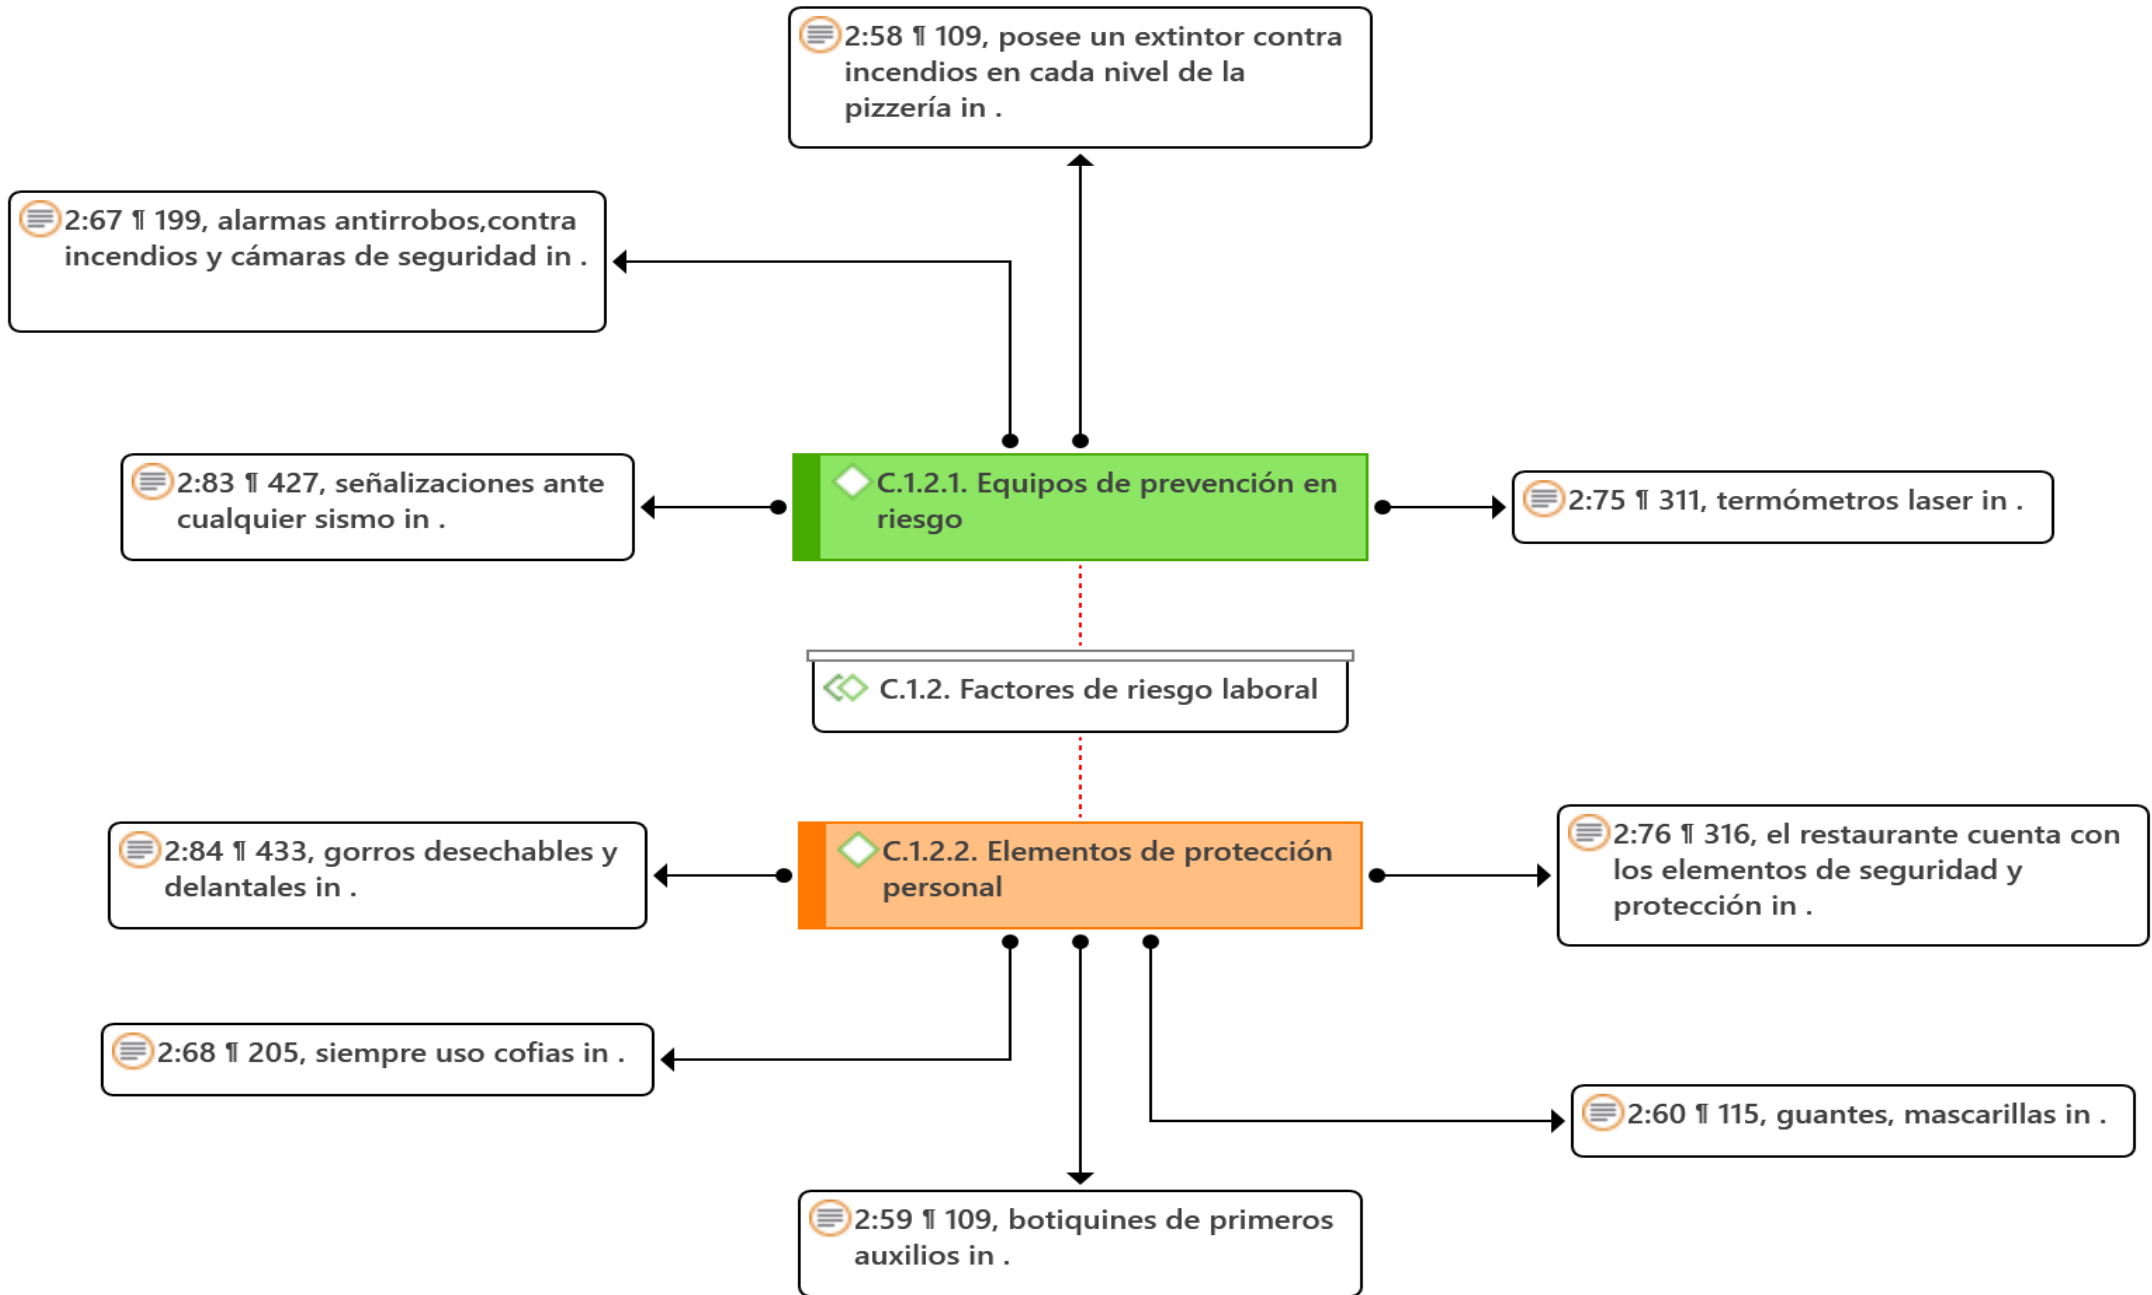 2:58 ¶ 109, posee un extintor contra
incendios en cada nivel de la
pizzería in .
2:67 ¶ 199, alarmas antirrobos,contra
incendios y cámaras de seguridad in .
2:83 ¶ 427, señalizaciones ante
cualquier sismo in .
C.1.2.1. Equipos de prevención en
riesgo
2:75 ¶ 311, termómetros laser in .
C.1.2. Factores de riesgo laboral
2:84 ¶ 433, gorros desechables y
delantales in .
C.1.2.2. Elementos de protección
personal
2:76 ¶ 316, el restaurante cuenta con
los elementos de seguridad y
protección in .
2:68 ¶ 205, siempre uso cofias in .
2:60 ¶ 115, guantes, mascarillas in .
2:59 ¶ 109, botiquines de primeros
auxilios in .